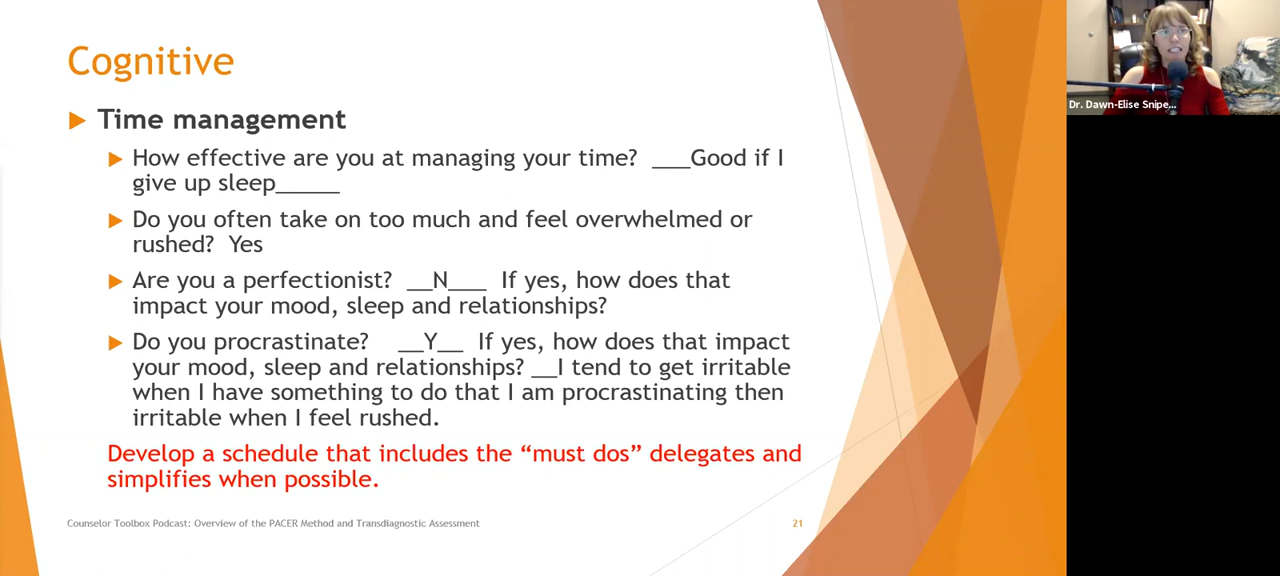 Cognitive
Time management
How effective are you at managing your time? ___Good if I
give up sleep_____
Do you often take on too much and feel overwhelmed or
rushed? Yes
Are you a perfectionist? __N___ If yes, how does that
impact your mood, sleep and relationships?
Do you procrastinate? __Y__ If yes, how does that impact
your mood, sleep and relationships? __I tend to get irritable
when I have something to do that I am procrastinating then
irritable when I feel rushed.
Develop a schedule that includes the “must dos” delegates and
simplifies when possible.
Counselor Toolbox Podcast: Overview of the PACER Method and Transdiagnostic Assessment
21
Dr. Dawn-Elise Snipe...